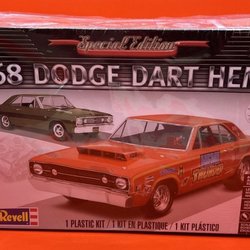 Special Edition
68 DODGE DART HEM
Revell
1 PLASTIC KIT / 1 KIT EN PLASTIQUE / 1 KIT PLÁSTICO